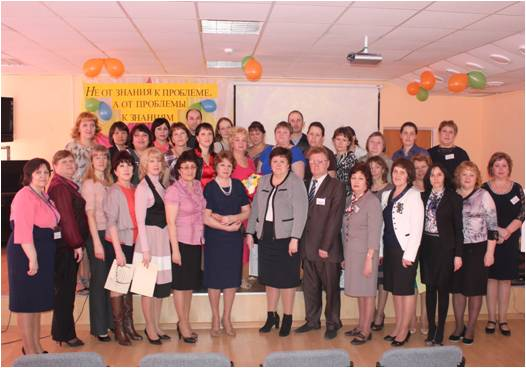 НЕ ОТ ЗНАНИЯ К ПРОБЛЕМЕ,
А ОТ ПРОБЛЕМЫ
К ЗНАНИЯМ